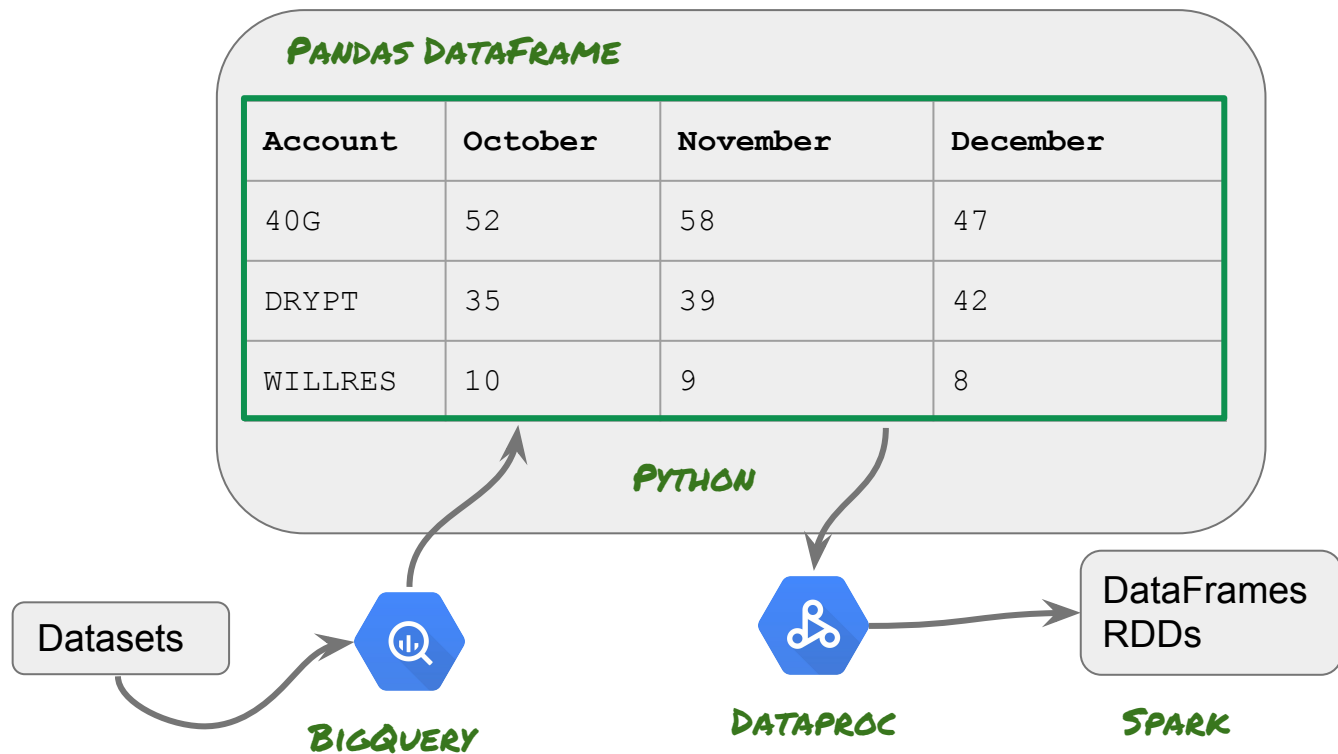 PANDAS DATAFRAME
Account October November December
40G 52 58 47
DRYPT 35 39 42
WILLRES 10 9 8
PYTHON
Datasets
BIGQUERY
DATAPROC
DataFrames
RDDs
SPARK